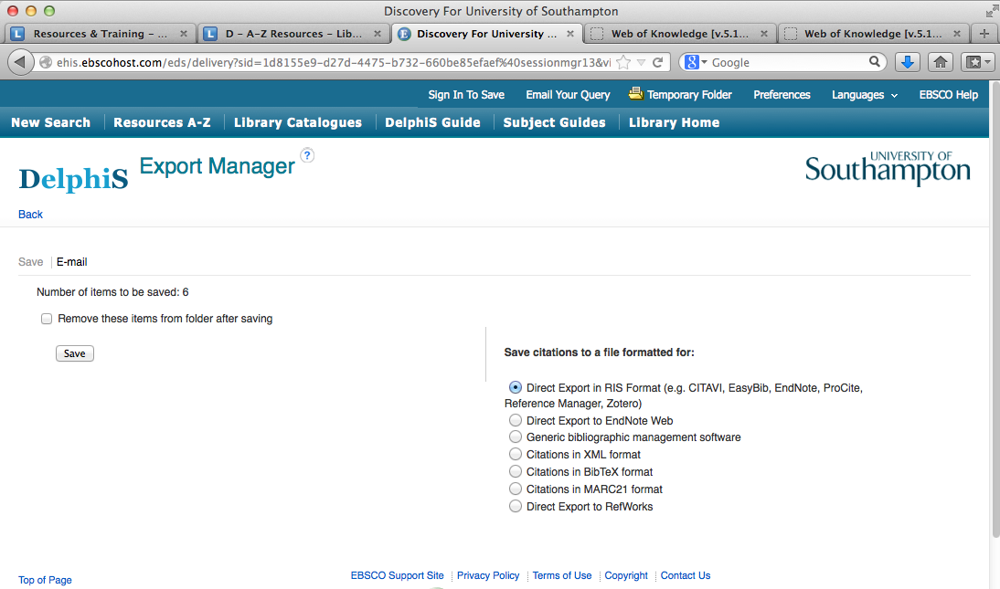 Discovery For University of Southampton
Resources & Training – ...
D – A–Z Resources – Lib...
Discovery For University ...
Web of Knowledge [v.5.1...
Web of Knowledge [v.5.1...
ehis.ebscohost.com/eds/delivery?sid=1d8155e9-d27d-4475-b732-660be85efaef%40sessionmgr13&vi
Google
Sign In To Save Email Your Query Temporary Folder Preferences Languages EBSCO Help
New Search Resources A-Z Library Catalogues DelphiS Guide Subject Guides Library Home
DelphiS Export Manager ?
UNIVERSITY OF
Southampton
Back
Save E-mail
Number of items to be saved: 6
Remove these items from folder after saving
Save
Save citations to a file formatted for:
Direct Export in RIS Format (e.g. CITAVI, EasyBib, EndNote, ProCite,
Reference Manager, Zotero)
Direct Export to EndNote Web
Generic bibliographic management software
Citations in XML format
Citations in BibTeX format
Citations in MARC21 format
Direct Export to RefWorks
Top of Page
EBSCO Support Site Privacy Policy Terms of Use Copyright Contact Us